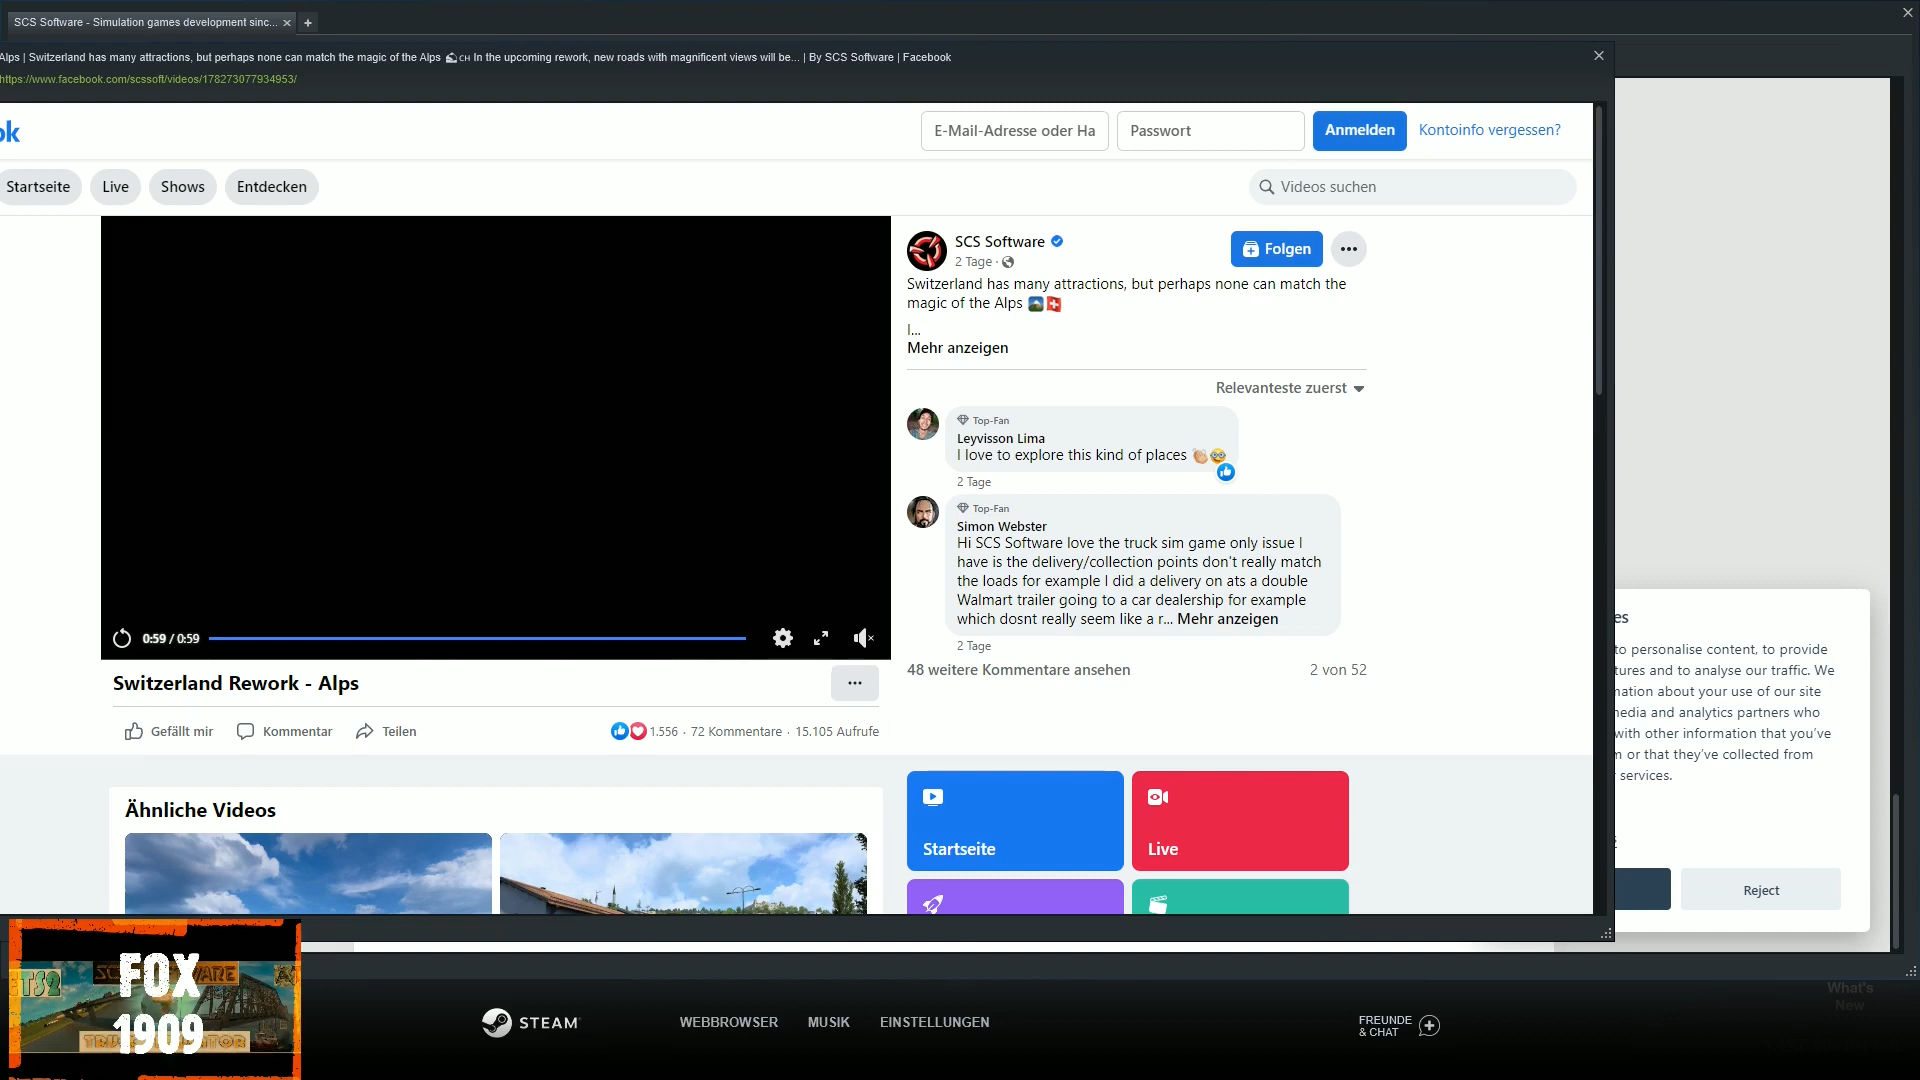 SCS Software - Simulation games development sinc...
Alps | Switzerland has many attractions, but perhaps none can match the magic of the Alps 🏔️🇨🇭 In the upcoming rework, new roads with magnificent views will be... | By SCS Software | Facebook
https://www.facebook.com/scssoft/videos/178273077934953/
ok
E-Mail-Adresse oder Ha
Passwort
Anmelden
Kontoinfo vergessen?
Startseite
Live
Shows
Entdecken
Videos suchen
SCS Software
2 Tage ·
Folgen
Switzerland has many attractions, but perhaps none can match the
magic of the Alps 🏔️🇨🇭
I...
Mehr anzeigen
Relevanteste zuerst
Top-Fan
Leyvisson Lima
I love to explore this kind of places
2 Tage
Top-Fan
Simon Webster
Hi SCS Software love the truck sim game only issue I
have is the delivery/collection points don't really match
the loads for example I did a delivery on ats a double
Walmart trailer going to a car dealership for example
which dosnt really seem like a r... Mehr anzeigen
2 Tage
48 weitere Kommentare ansehen
2 von 52
0:59 / 0:59
Switzerland Rework - Alps
Gefällt mir
Kommentar
Teilen
1.556 · 72 Kommentare · 15.105 Aufrufe
Ähnliche Videos
Startseite
Live
es
to personalise content, to provide
tures and to analyse our traffic. We
mation about your use of our site
media and analytics partners who
with other information that you've
m or that they've collected from
services.
Reject
ETS2
FOX
1909
STEAM
WEBBROWSER
MUSIK
EINSTELLUNGEN
FREUNDE
& CHAT
What's
New